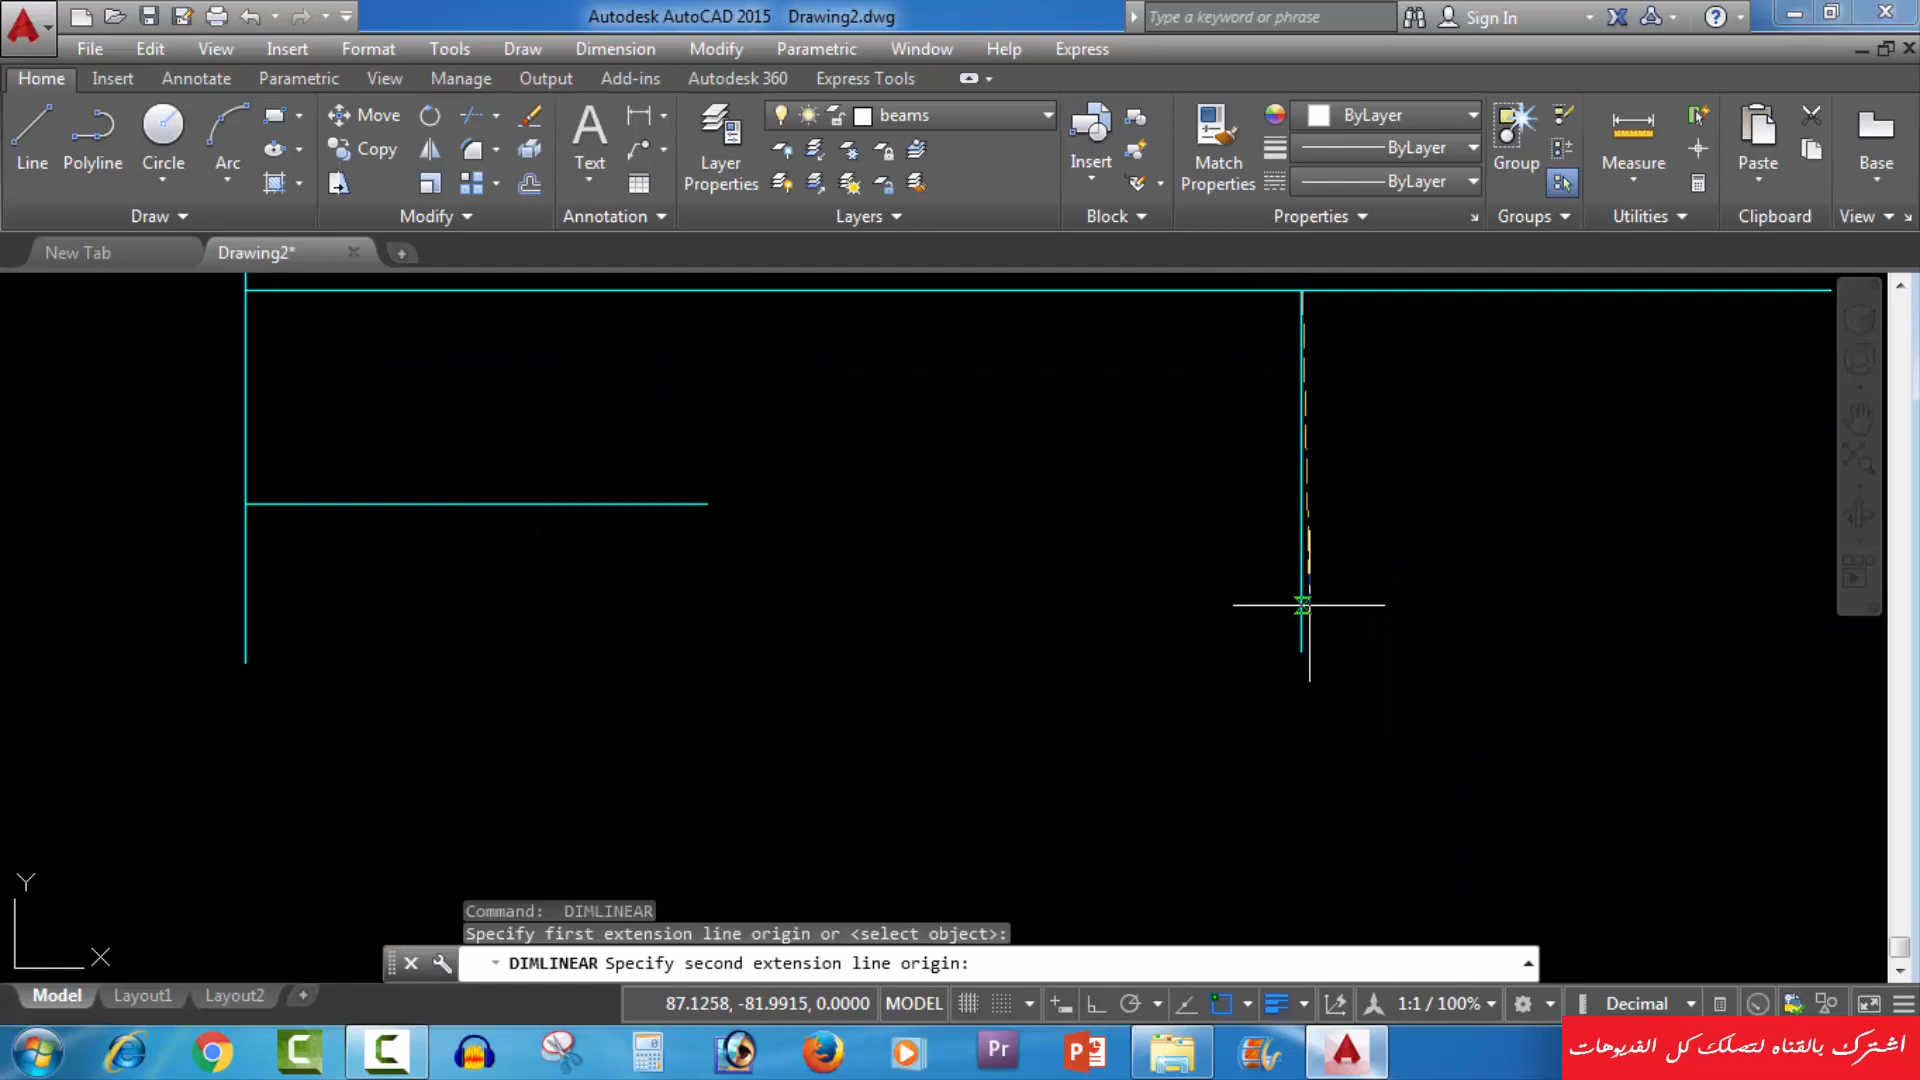 Autodesk AutoCAD 2015 Drawing2.dwg
Type a keyword or phrase
Sign In
File Edit View Insert Format Tools Draw Dimension Modify Parametric Window Help Express
Home Insert Annotate Parametric View Manage Output Add-ins Autodesk 360 Express Tools
Line Polyline Circle Arc
Move
Copy
Text
Layer Properties
beams
Insert
Match Properties
ByLayer
ByLayer
ByLayer
Group
Measure
Paste
Base
Draw Modify Annotation Layers Block Properties Groups Utilities Clipboard View
New Tab Drawing2*
Y
X
Command: DIMLINEAR
Specify first extension line origin or <select object>:
DIMLINEAR Specify second extension line origin:
Model Layout1 Layout2
87.1258, -81.9915, 0.0000 MODEL 1:1 / 100% Decimal
Pr
اشترك بالقناه لتصلك كل الفديوهات